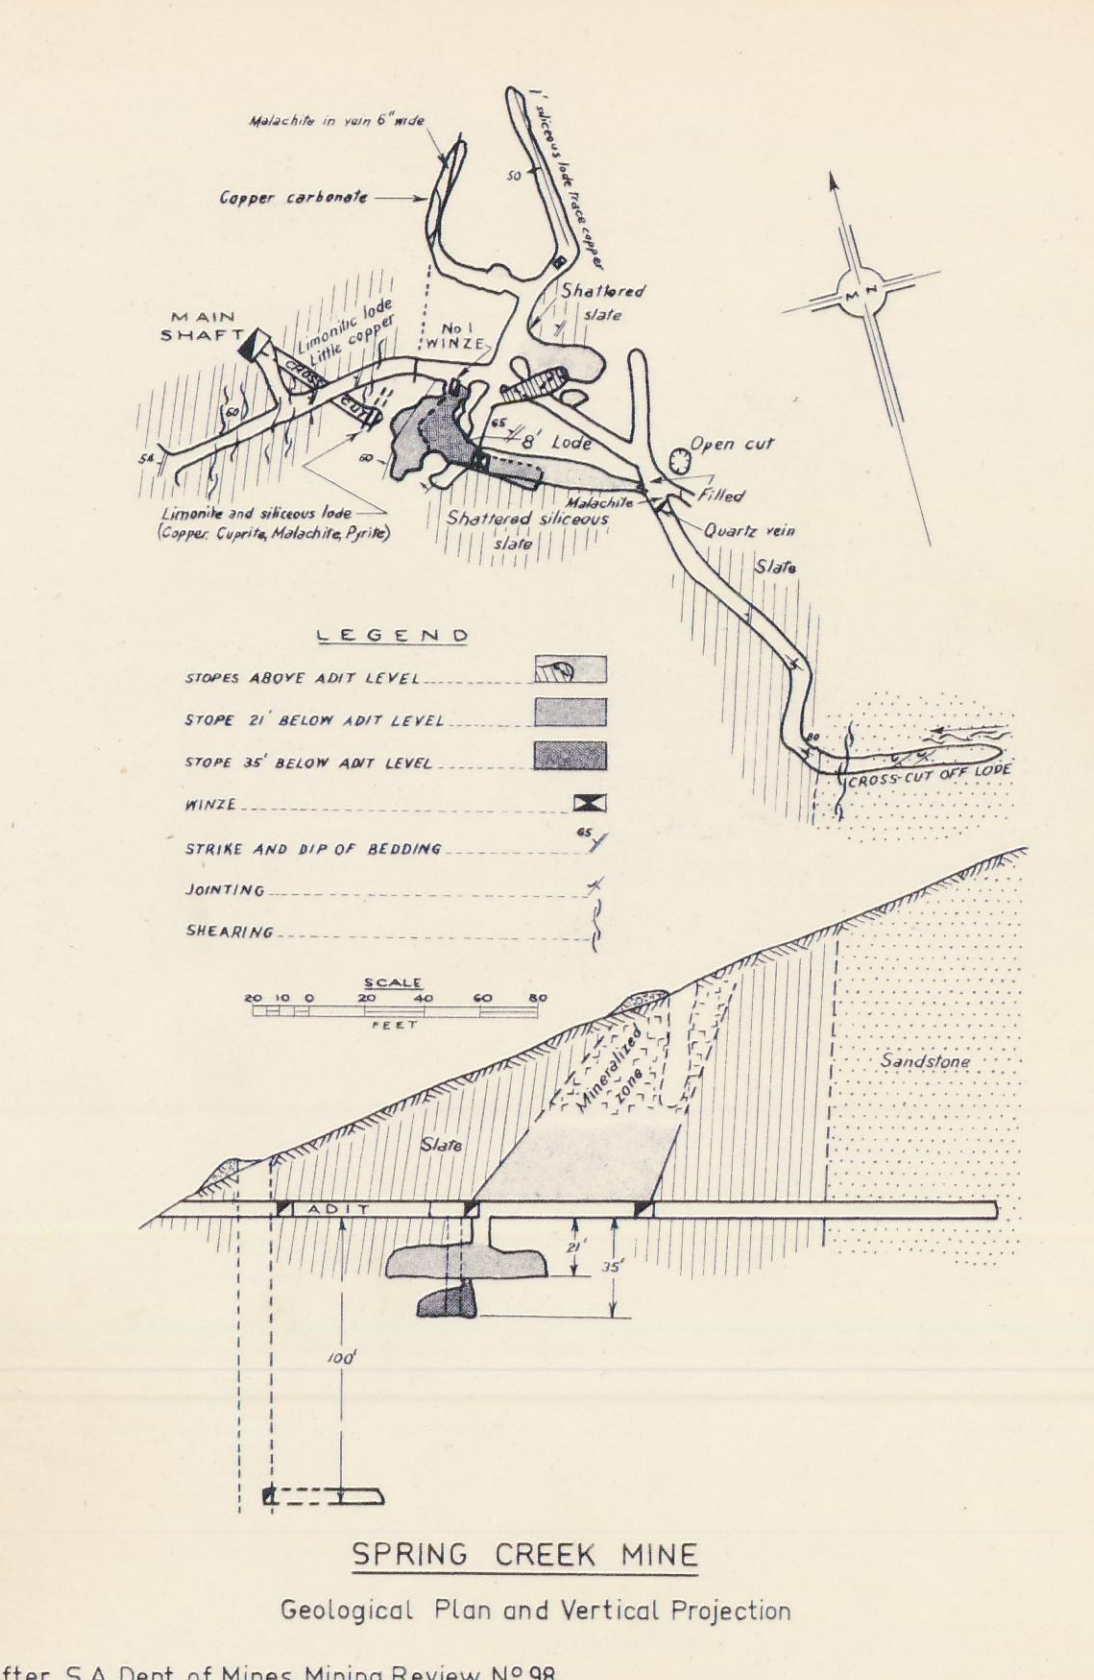 Malachite in vein 6" wide
1' siliceous lode trace copper
50
Copper carbonate
MAIN
SHAFT
Limonitic lode
Little copper
No 1
WINZE
Shattered
slate
M N
CROSS
CUT
60
54
60
65
8' Lode
Open cut
Filled
Malachite
Quartz vein
Limonite and siliceous lode
(Copper, Cuprite, Malachite, Pyrite)
Shattered siliceous
slate
Slate
80
CROSS-CUT OFF LODE
LEGEND
STOPES ABOVE ADIT LEVEL
STOPE 21' BELOW ADIT LEVEL
STOPE 35' BELOW ADIT LEVEL
WINZE
STRIKE AND DIP OF BEDDING
65
JOINTING
SHEARING
SCALE
20 10 0 20 40 60 80
FEET
Mineralized
zone
Sandstone
Slate
ADIT
21'
35'
100'
SPRING CREEK MINE
Geological Plan and Vertical Projection
fter S.A. Dept. of Mines Mining Review Nº 98